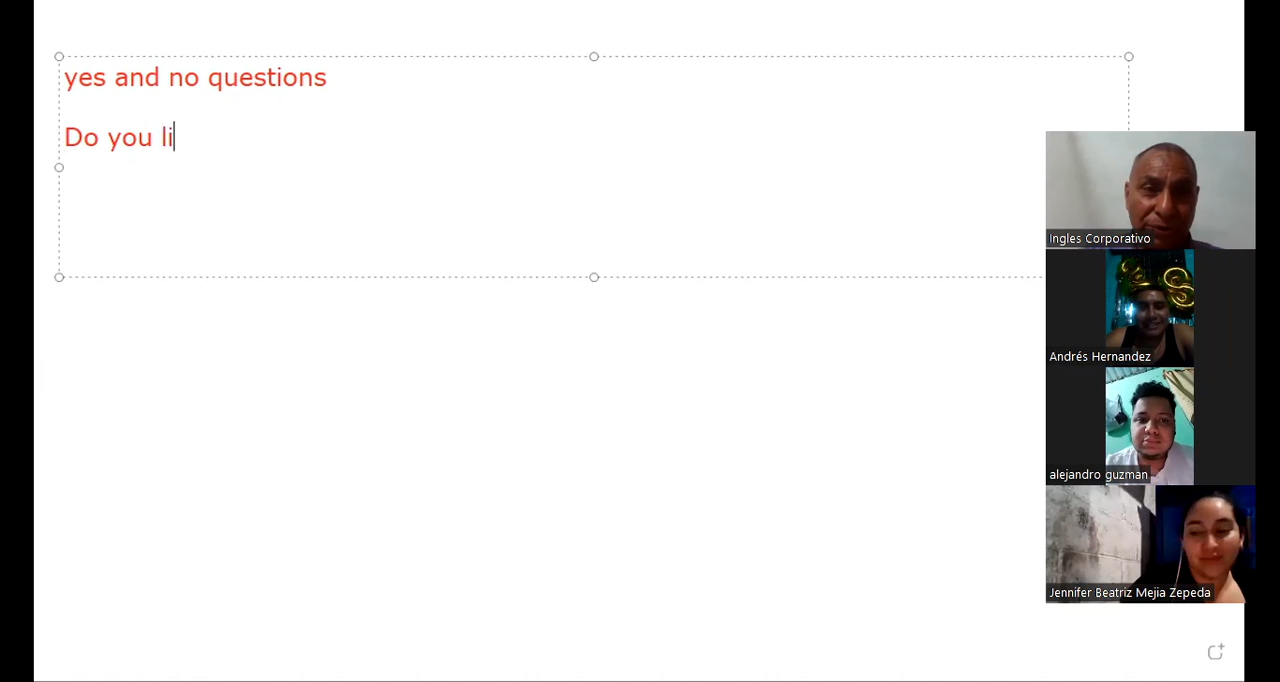 yes and no questions
Do you li
Ingles Corporativo
Andrés Hernandez
alejandro guzman
Jennifer Beatriz Mejia Zepeda